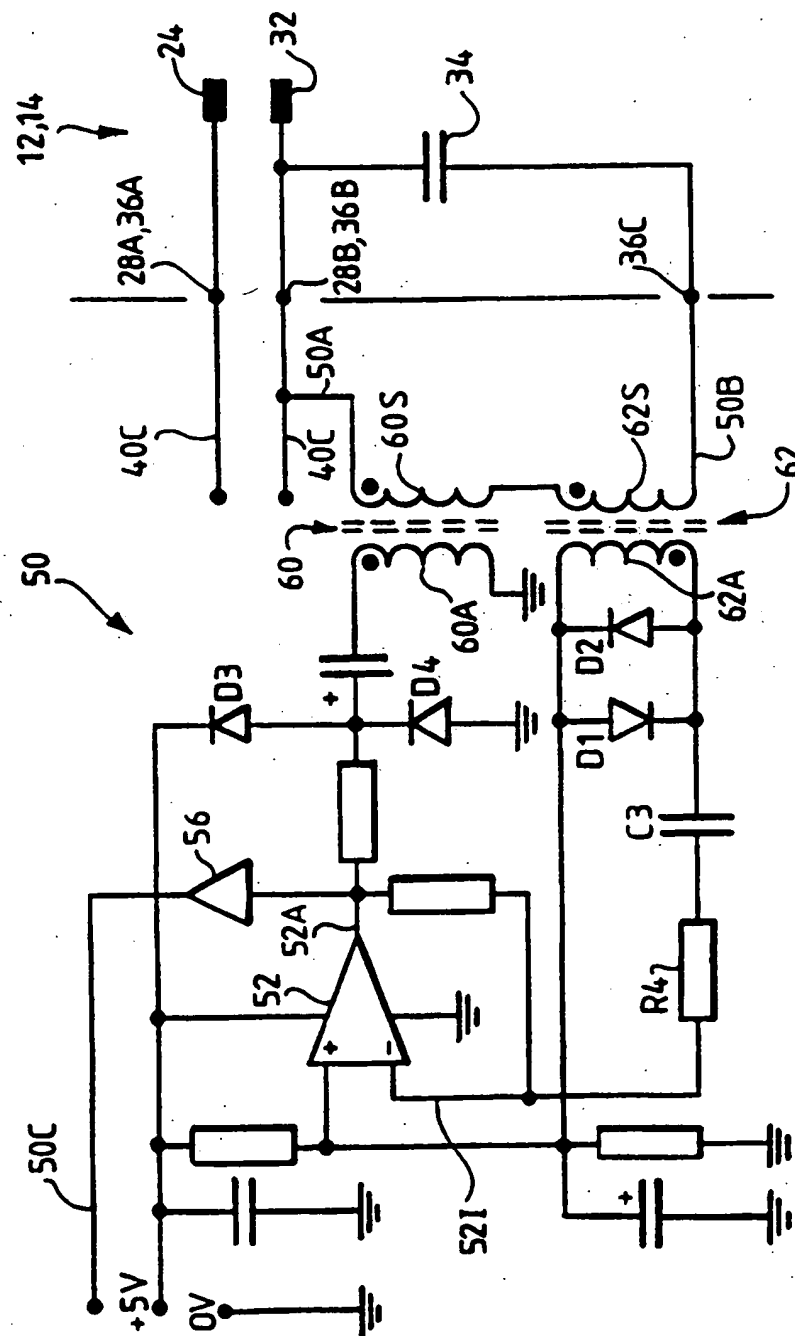 12,14
24
32
34
28A,36A
28B,36B
36C
40C
40C
50A
50B
60S
62S
50
60
62
60A
62A
D3
D4
+
D2
D1
C3
R4
56
52A
52
+
-
50C
52I
+
+5V
0V